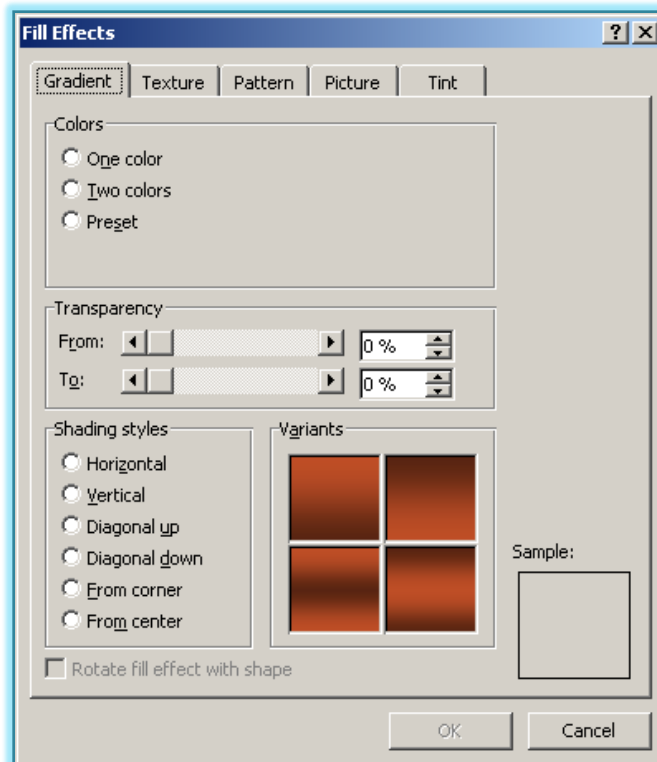 Fill Effects
Gradient Texture Pattern Picture Tint
Colors
One color
Two colors
Preset
Transparency
From: 0 %
To: 0 %
Shading styles
Horizontal
Vertical
Diagonal up
Diagonal down
From corner
From center
Variants
Sample:
Rotate fill effect with shape
OK Cancel